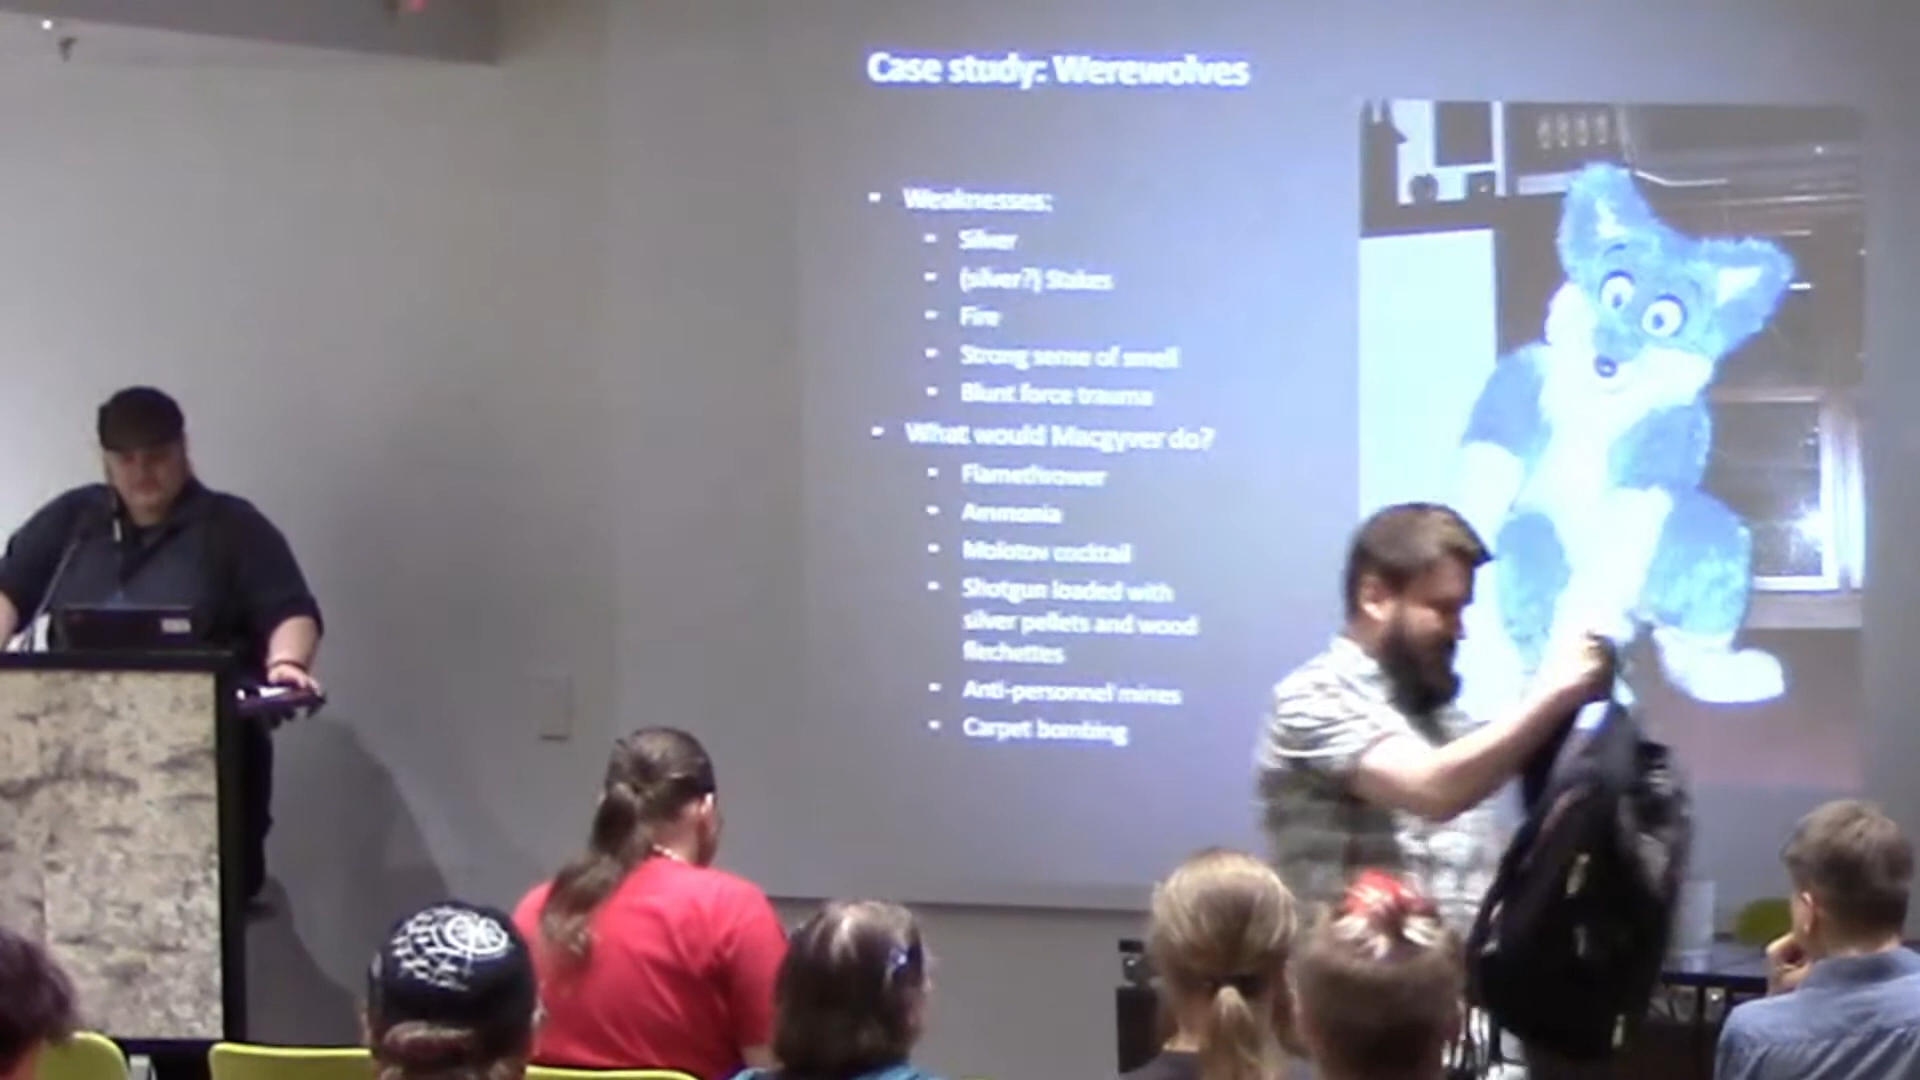 Case study: Werewolves
- Weaknesses:
- Silver
- (silver?) Stakes
- Fire
- Strong sense of smell
- Blunt force trauma
- What would Macgyver do?
- Flamethrower
- Ammonia
- Molotov cocktail
- Shotgun loaded with
silver pellets and wood
flechettes
- Anti-personnel mines
- Carpet bombing